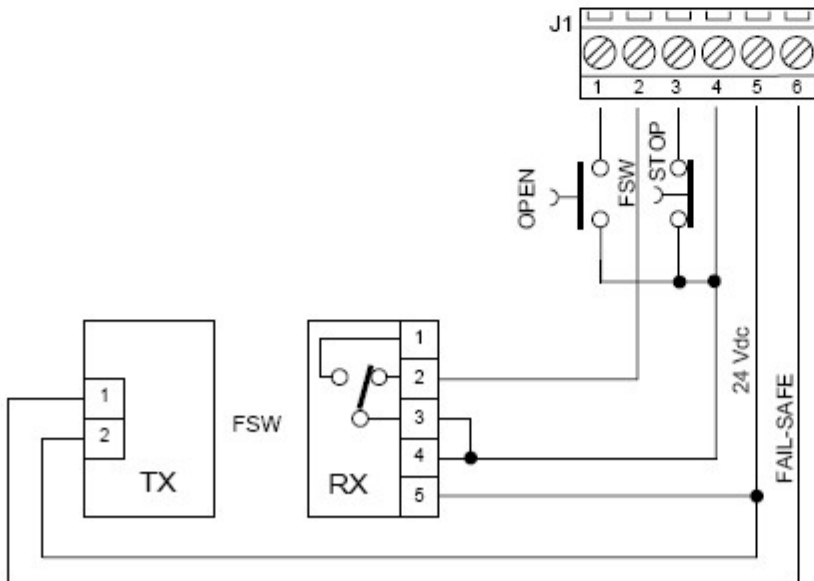 J1
1 2 3 4 5 6
OPEN
FSW
STOP
24 Vdc
FAIL-SAFE
1
2
TX
FSW
RX
1
2
3
4
5